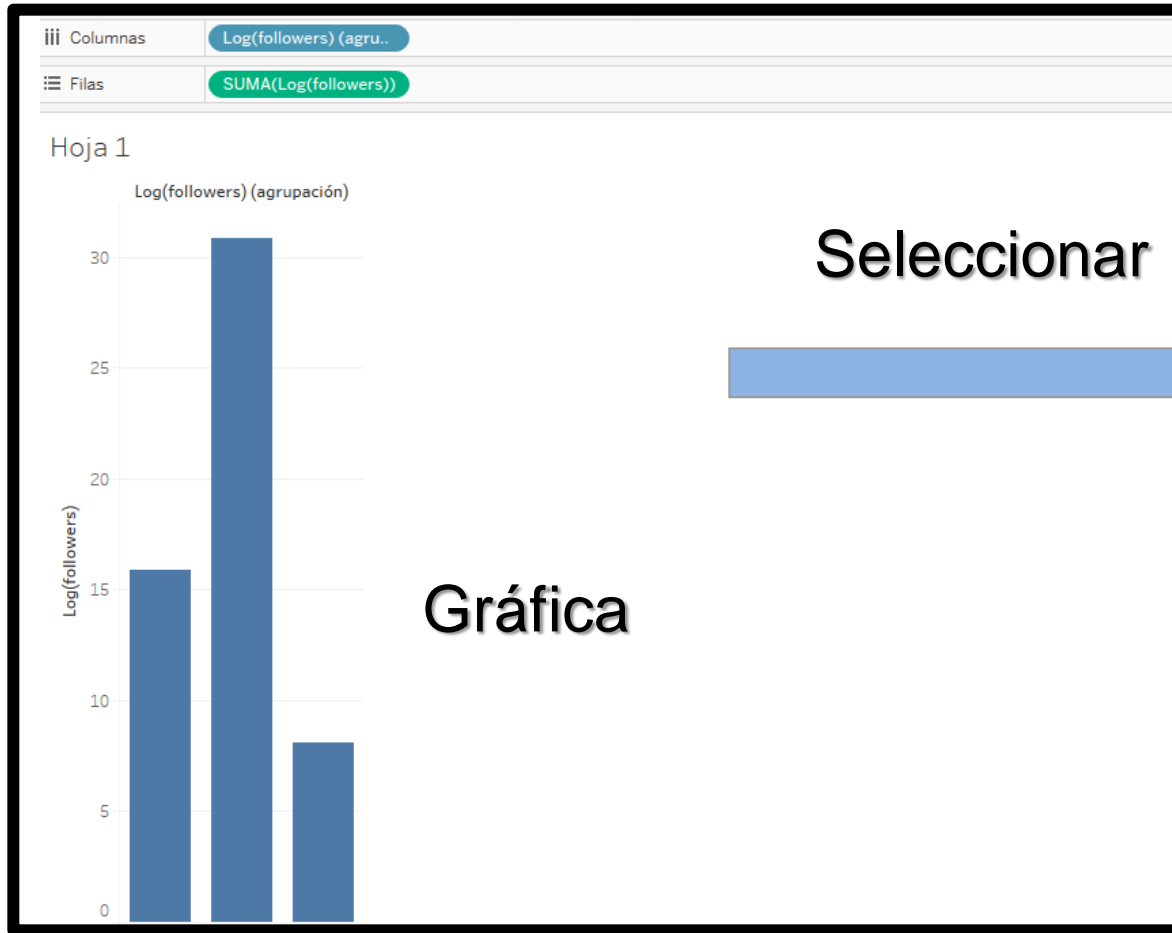 Columnas
Log(followers) (agru..
Filas
SUMA(Log(followers))
Hoja 1
Log(followers) (agrupación)
Seleccionar
30
25
20
15
10
5
0
Log(followers)
Gráfica